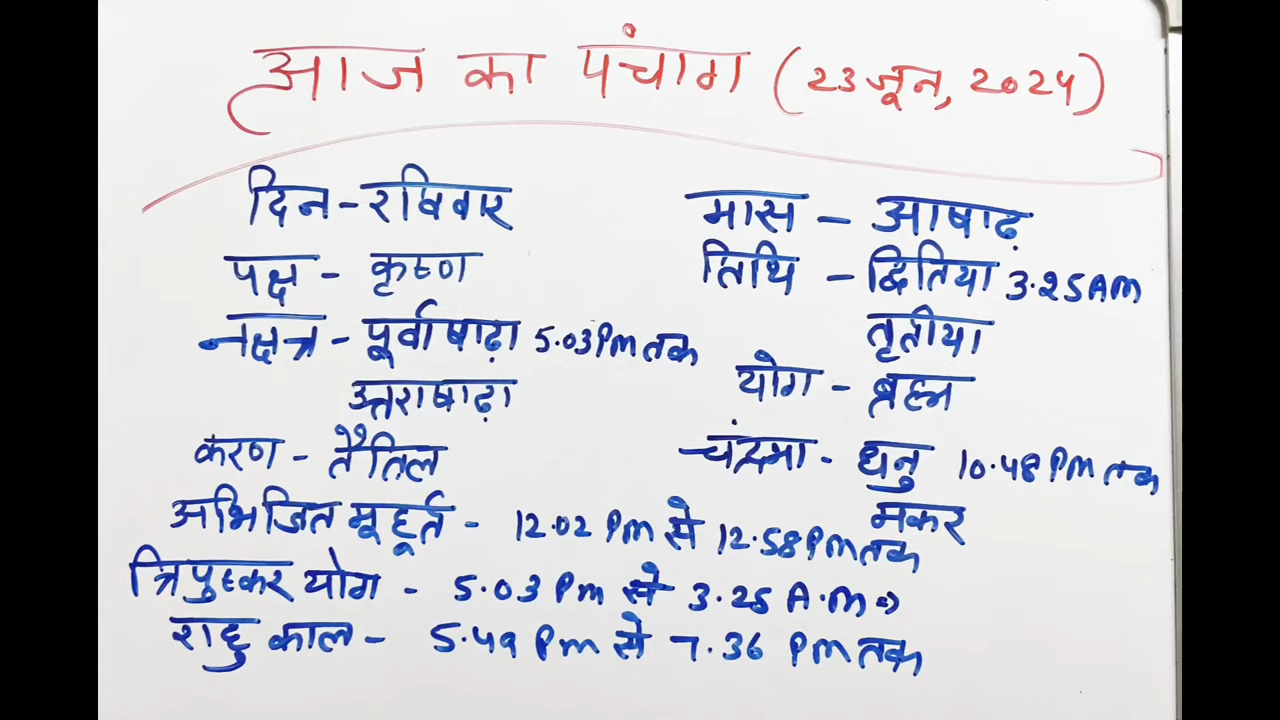 आज का पंचाग (23 जून, 2024)
दिन - रविवार
मास - आषाढ़
पक्ष - कृष्ण
तिथि - द्वितिया 3.25 AM
तृतीया
नक्षत्र - पूर्वाषाढ़ा 5.03 Pm तक
उत्तराषाढ़ा
योग - ब्रह्म
करण - तैतिल
चंद्रमा - धनु 10.48 PM तक
मकर
अभिजित मूहूर्त - 12.02 Pm से 12.58 PM तक
त्रिपुष्कर योग - 5.03 Pm से 3.25 A.M →
राहु काल - 5.49 PM से 7.36 PM तक